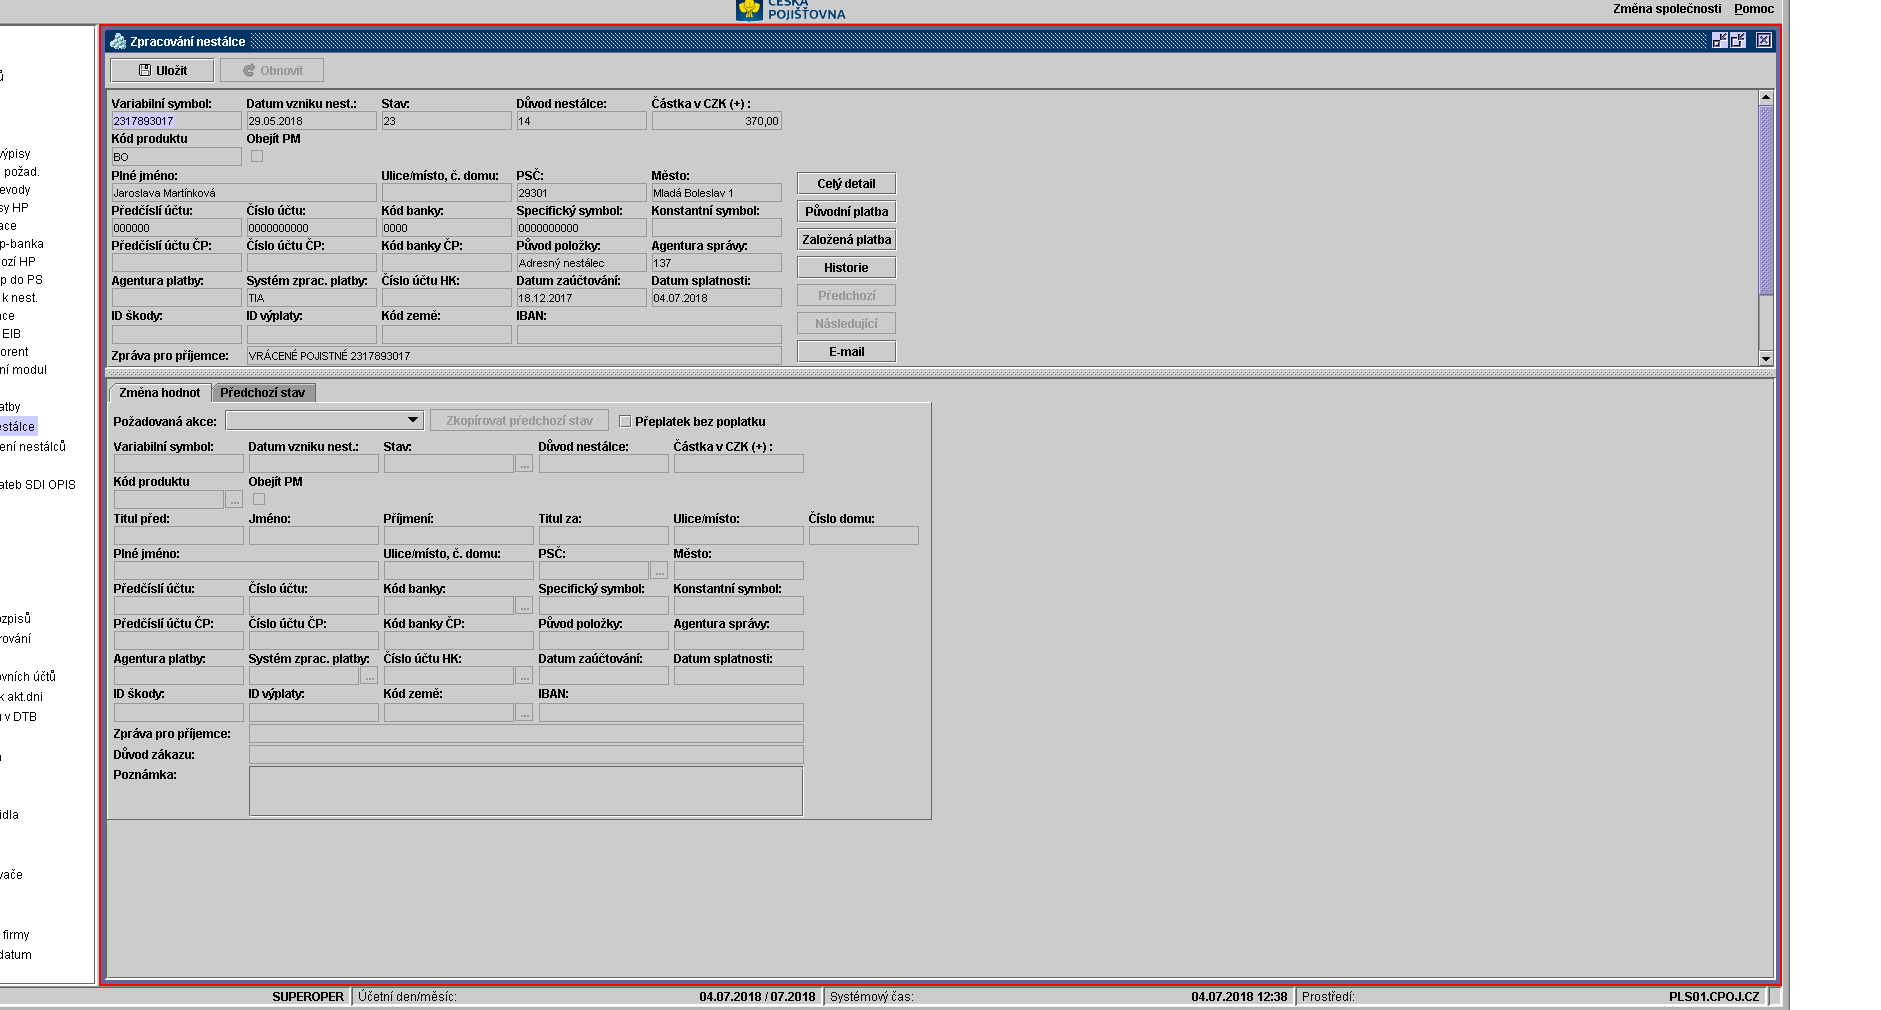 ČESKÁ
POJIŠŤOVNA
Změna společnosti Pomoc
Zpracování nestálce
Uložit Obnovit
Variabilní symbol: Datum vzniku nest.: Stav: Důvod nestálce: Částka v CZK (+) :
2317893017 29.05.2018 23 14 370,00
Kód produktu Obejít PM
BO
Plné jméno: Ulice/místo, č. domu: PSČ: Město:
Jaroslava Martínková 29301 Mladá Boleslav 1
Celý detail
Předčíslí účtu: Číslo účtu: Kód banky: Specifický symbol: Konstantní symbol:
Původní platba
000000 0000000000 0000 0000000000
Předčíslí účtu ČP: Číslo účtu ČP: Kód banky ČP: Původ položky: Agentura správy:
Založená platba
Adresný nestálec 137
Historie
Agentura platby: Systém zprac. platby: Číslo účtu HK: Datum zaúčtování: Datum splatnosti:
TIA 18.12.2017 04.07.2018
Předchozí
ID škody: ID výplaty: Kód země: IBAN:
Následující
Zpráva pro příjemce: VRÁCENÉ POJISTNÉ 2317893017
E-mail
Změna hodnot Předchozí stav
Požadovaná akce: Zkopírovat předchozí stav Přeplatek bez poplatku
Variabilní symbol: Datum vzniku nest.: Stav: Důvod nestálce: Částka v CZK (+) :
...
Kód produktu Obejít PM
...
Titul před: Jméno: Příjmení: Titul za: Ulice/místo: Číslo domu:
Plné jméno: Ulice/místo, č. domu: PSČ: Město:
...
Předčíslí účtu: Číslo účtu: Kód banky: Specifický symbol: Konstantní symbol:
...
Předčíslí účtu ČP: Číslo účtu ČP: Kód banky ČP: Původ položky: Agentura správy:
Agentura platby: Systém zprac. platby: Číslo účtu HK: Datum zaúčtování: Datum splatnosti:
... ...
ID škody: ID výplaty: Kód země: IBAN:
...
Zpráva pro příjemce:
Důvod zákazu:
Poznámka:
ů
výpisy
požad.
evody
sy HP
ace
p-banka
ozí HP
p do PS
k nest.
ce
EIB
orent
ní modul
atby
estálce
ení nestálců
ateb SDI OPIS
ozpisů
rování
ovních účtů
k akt.dni
v DTB
idla
vače
firmy
datum
SUPEROPER Účetní den/měsíc: 04.07.2018 / 07.2018 Systémový čas: 04.07.2018 12:38 Prostředí: PLS01.CPOJ.CZ